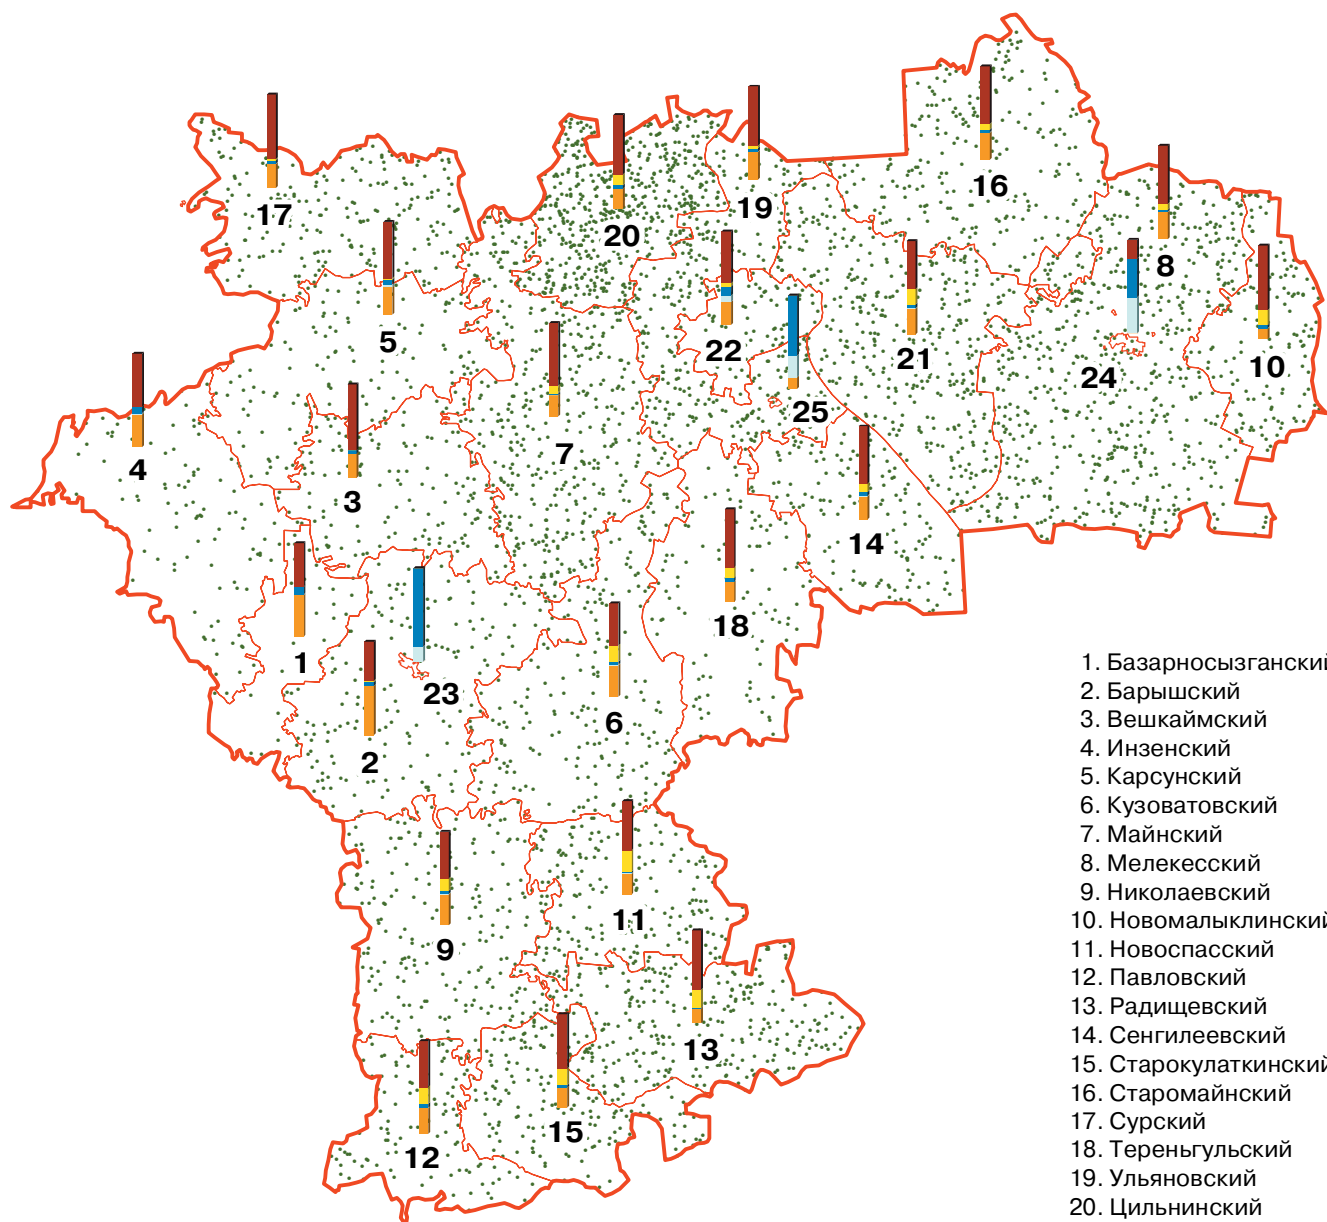 16
17
19
20
8
5
22
21
10
24
25
4
3
7
14
1
18
23
6
2
11
9
13
15
12
1. Базарносызганский
2. Барышский
3. Вешкаймский
4. Инзенский
5. Карсунский
6. Кузоватовский
7. Майнский
8. Мелекесский
9. Николаевский
10. Новомалыклинский
11. Новоспасский
12. Павловский
13. Радищевский
14. Сенгилеевский
15. Старокулаткинский
16. Старомайнский
17. Сурский
18. Тереньгульский
19. Ульяновский
20. Цильнинский